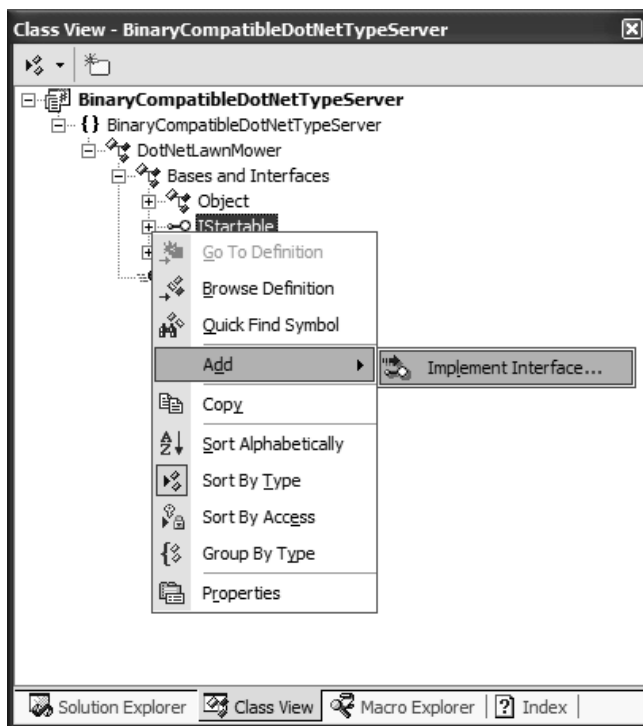 Class View - BinaryCompatibleDotNetTypeServer
BinaryCompatibleDotNetTypeServer
{} BinaryCompatibleDotNetTypeServer
DotNetLawnMower
Bases and Interfaces
Object
IStartable
Go To Definition
Browse Definition
Quick Find Symbol
Add
Implement Interface...
Copy
Sort Alphabetically
Sort By Type
Sort By Access
Group By Type
Properties
Solution Explorer Class View Macro Explorer Index